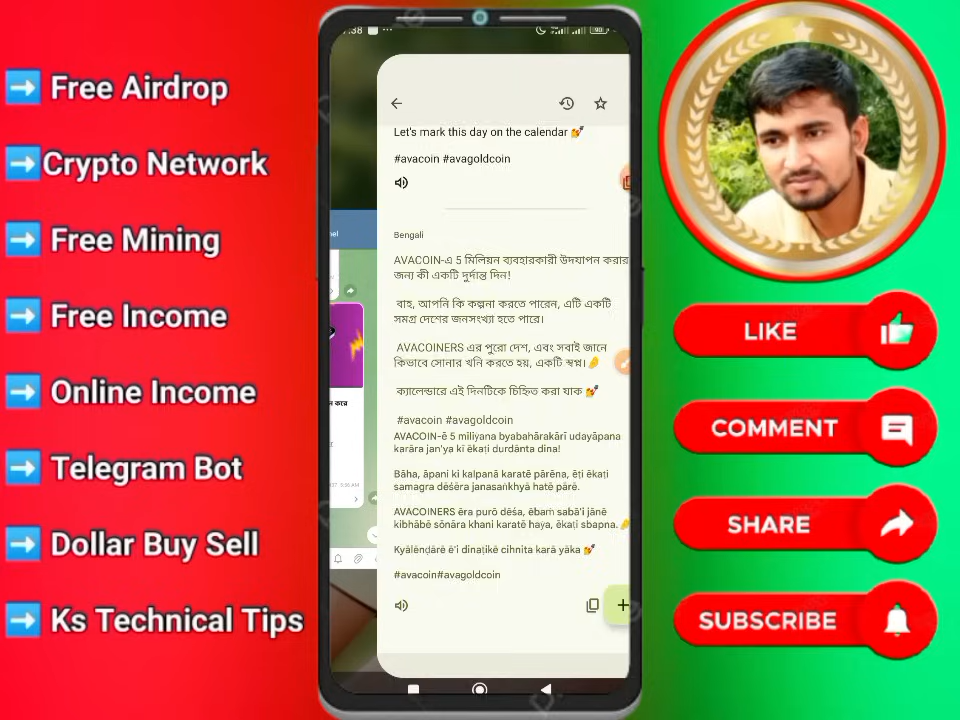 Free Airdrop
Crypto Network
Free Mining
Free Income
Online Income
Telegram Bot
Dollar Buy Sell
Ks Technical Tips
:38
Let's mark this day on the calendar 💅
#avacoin #avagoldcoin
Bengali
AVACOIN-এ 5 মিলিয়ন ব্যবহারকারী উদযাপন করার
জন্য কী একটি দুর্দান্ত দিন!
বাহ, আপনি কি কল্পনা করতে পারেন, এটি একটি
সমগ্র দেশের জনসংখ্যা হতে পারে।
AVACOINERS এর পুরো দেশ, এবং সবাই জানে
কিভাবে সোনার খনি করতে হয়, একটি স্বপ্ন।
ক্যালেন্ডারে এই দিনটিকে চিহ্নিত করা যাক 💅
#avacoin #avagoldcoin
AVACOIN-ē 5 miliẏana byabahārakārī udayāpana
karāra jan'ya kī ēkaṭi durdānta dina!
Bāha, āpani ki kalpanā karatē pārēna, ēṭi ēkaṭi
samagra dēśēra janasaṅkhyā hatē pārē.
AVACOINERS ēra purō dēśa, ēbaṁ sabā'i jānē
kibhābē sōnāra khani karatē haẏa, ēkaṭi sbapna.
Kyālēnḍārē ē'i dinaṭikē cihnita karā yāka 💅
#avacoin#avagoldcoin
LIKE
COMMENT
SHARE
SUBSCRIBE